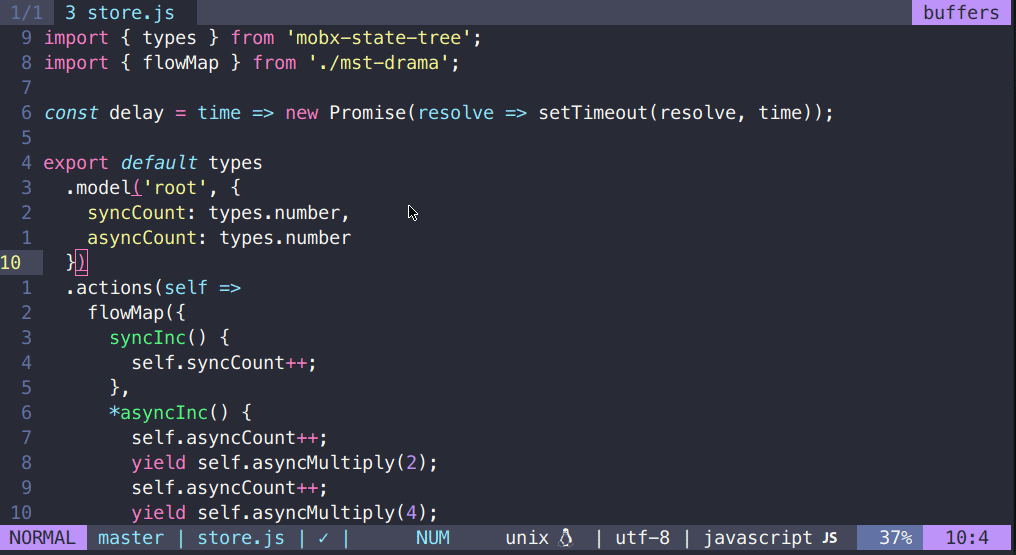 1/1 3 store.js buffers
9 import { types } from 'mobx-state-tree';
8 import { flowMap } from './mst-drama';
7
6 const delay = time => new Promise(resolve => setTimeout(resolve, time));
5
4 export default types
3   .model('root', {
2     syncCount: types.number,
1     asyncCount: types.number
10   })
1   .actions(self =>
2     flowMap({
3       syncInc() {
4         self.syncCount++;
5       },
6       *asyncInc() {
7         self.asyncCount++;
8         yield self.asyncMultiply(2);
9         self.asyncCount++;
10         yield self.asyncMultiply(4);
NORMAL master | store.js | ✓ | NUM unix | utf-8 | javascript JS 37% 10:4